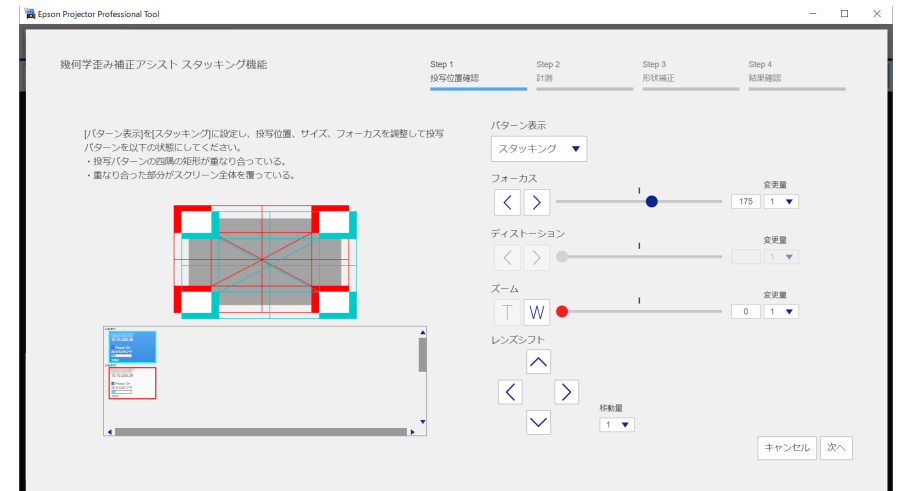 Epson Projector Professional Tool
幾何学歪み補正アシスト スタッキング機能
Step 1
投写位置確認
Step 2
計測
Step 3
形状補正
Step 4
結果確認
[パターン表示]を[スタッキング]に設定し、投写位置、サイズ、フォーカスを調整して投写
パターンを以下の状態にしてください。
・投写パターンの四隅の矩形が重なり合っている。
・重なり合った部分がスクリーン全体を覆っている。
パターン表示
スタッキング
フォーカス
変更量
175
1
ディストーション
変更量
1
ズーム
T
W
変更量
0
1
レンズシフト
移動量
1
Power On
Power On
キャンセル
次へ